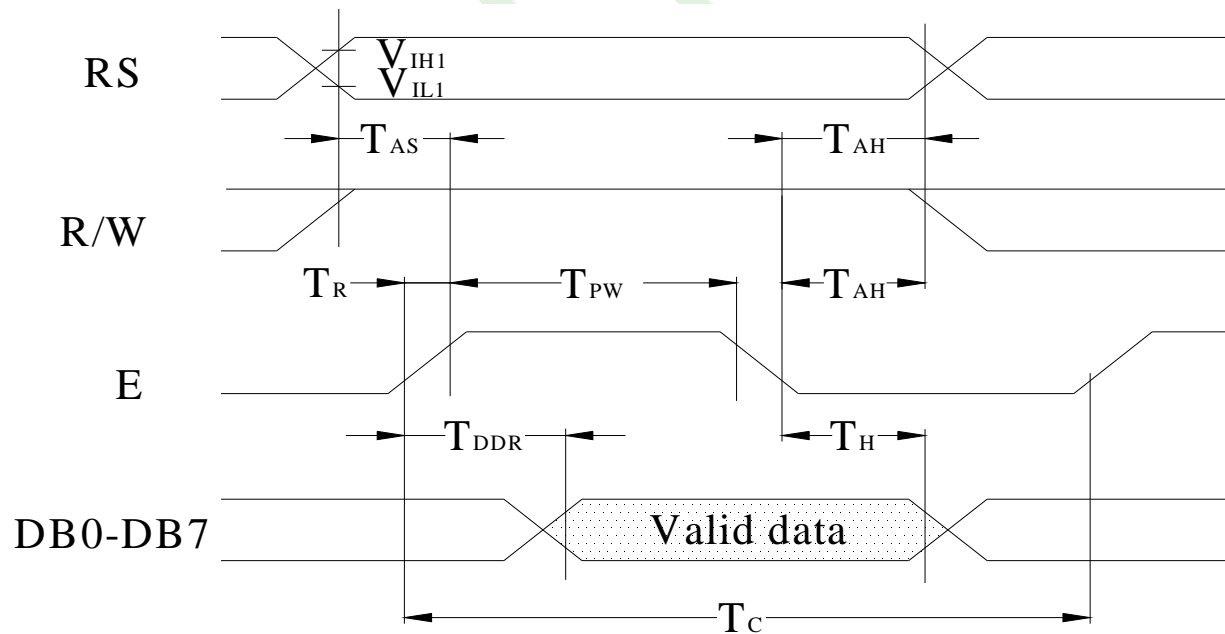 RS
VIH1
VIL1
TAS
TAH
R/W
TR
TPW
TAH
E
TDDR
TH
DB0-DB7
Valid data
TC